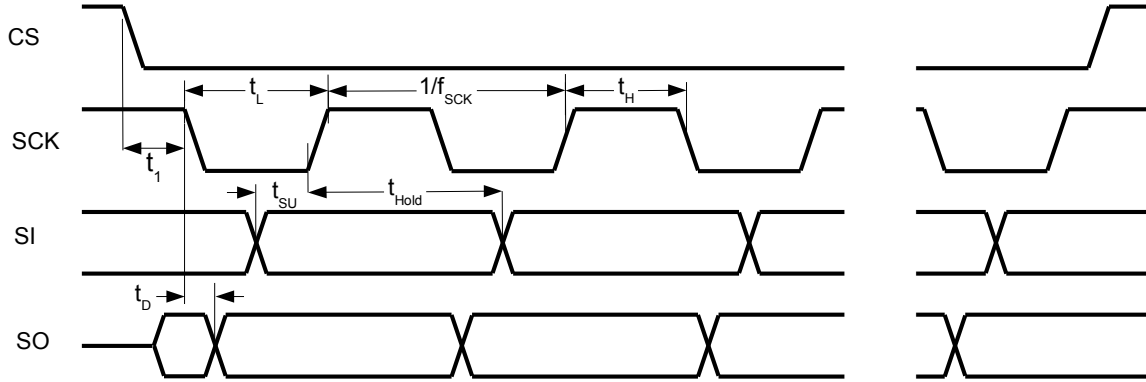 CS
t_L
1/f_SCK
t_H
SCK
t_1
t_SU
t_Hold
SI
t_D
SO